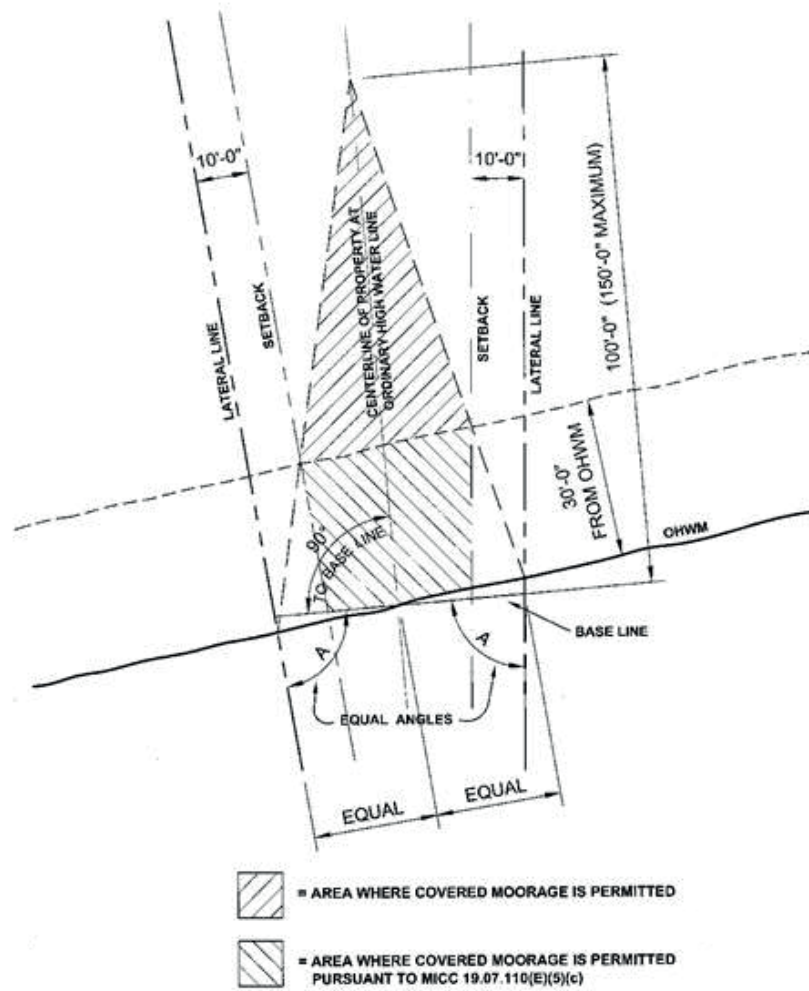 10'-0"
10'-0"
100'-0" (150'-0" MAXIMUM)
CENTERLINE OF PROPERTY AT
ORDINARY HIGH WATER LINE
LATERAL LINE
SETBACK
SETBACK
LATERAL LINE
30'-0"
FROM OHWM
OHWM
90°
TO BASE LINE
BASE LINE
A
A
EQUAL ANGLES
EQUAL
EQUAL
= AREA WHERE COVERED MOORAGE IS PERMITTED
= AREA WHERE COVERED MOORAGE IS PERMITTED
PURSUANT TO MICC 19.07.110(E)(5)(c)